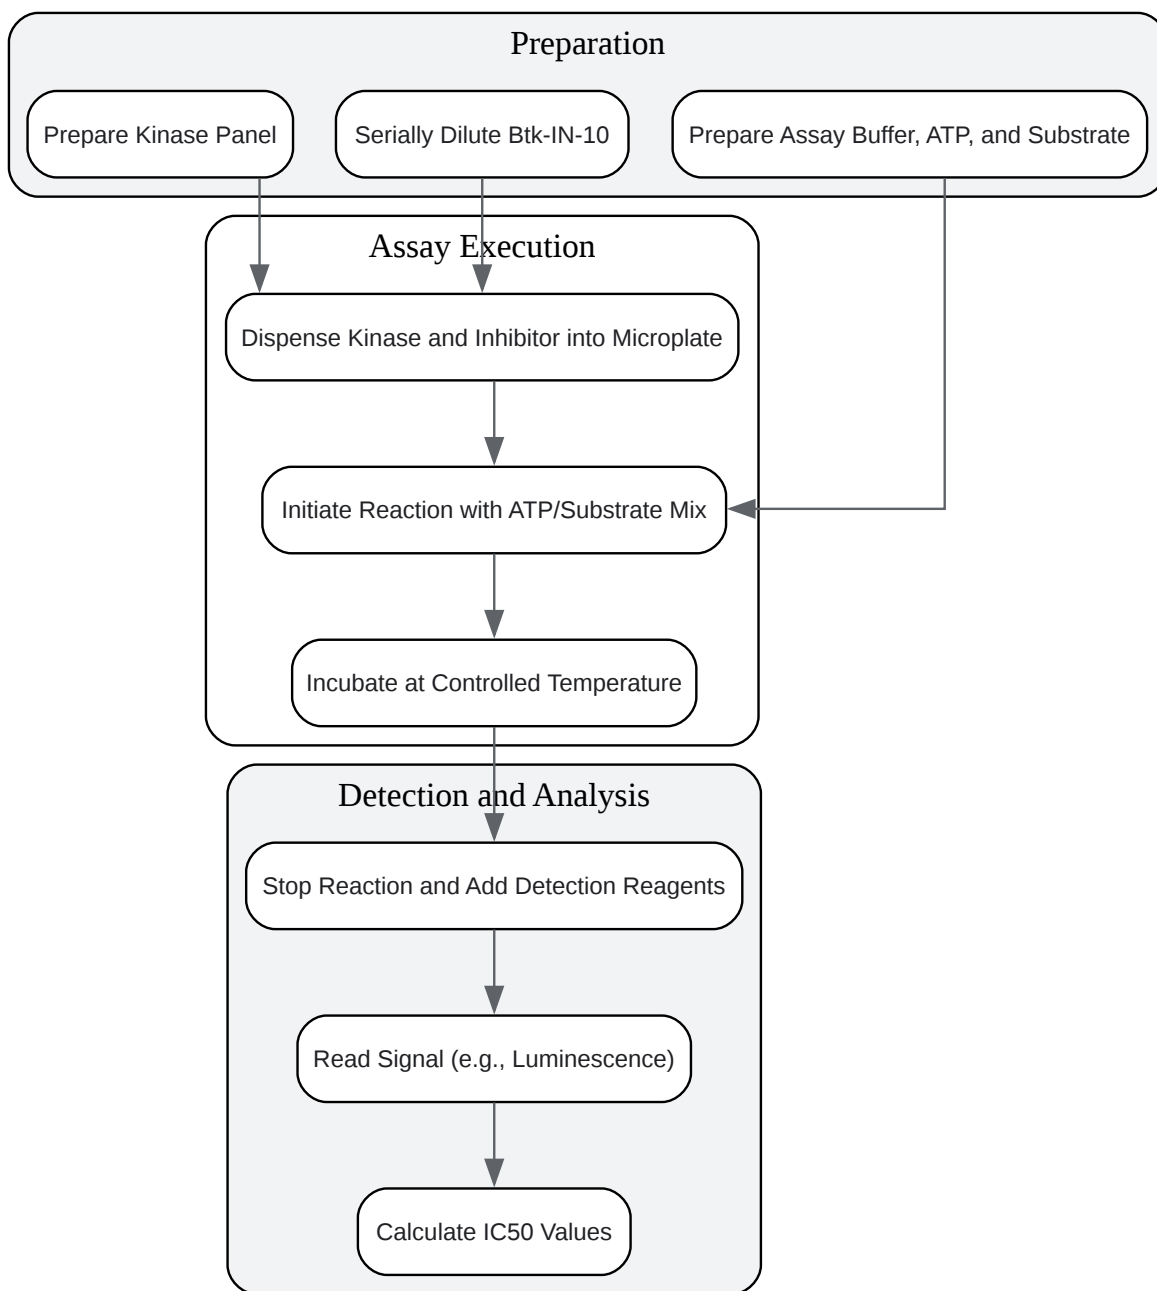 Preparation
Prepare Kinase Panel
Serially Dilute Btk-IN-10
Prepare Assay Buffer, ATP, and Substrate
Assay Execution
Dispense Kinase and Inhibitor into Microplate
Initiate Reaction with ATP/Substrate Mix
Incubate at Controlled Temperature
Detection and Analysis
Stop Reaction and Add Detection Reagents
Read Signal (e.g., Luminescence)
Calculate IC50 Values